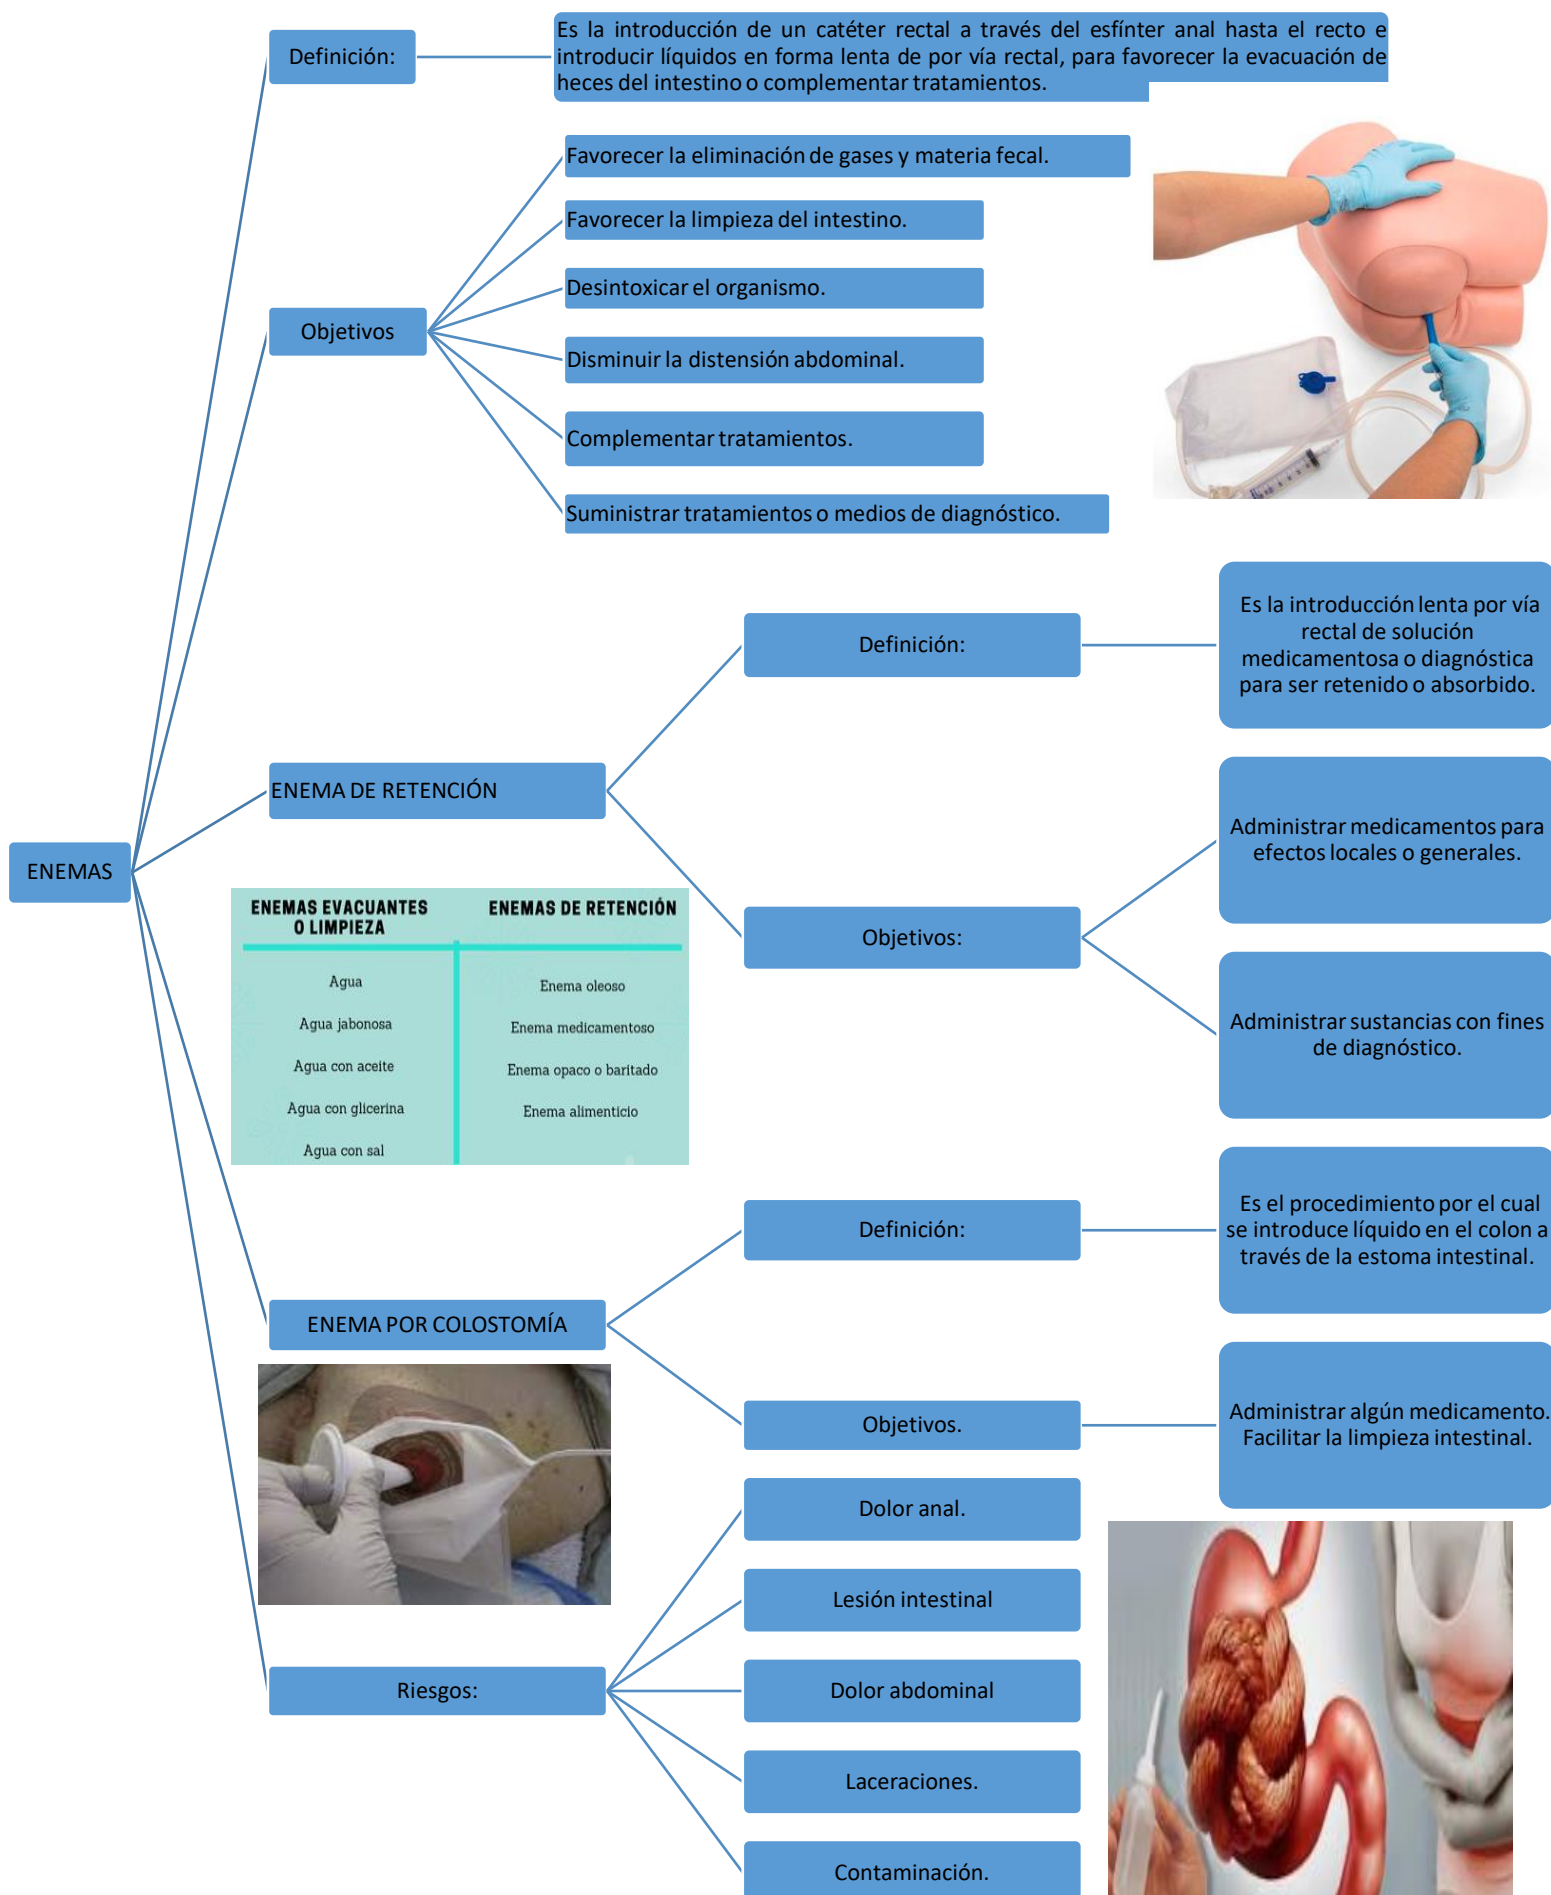 Definición:
Es la introducción de un catéter rectal a través del esfínter anal hasta el recto e
introducir líquidos en forma lenta de por vía rectal, para favorecer la evacuación de
heces del intestino o complementar tratamientos.
Objetivos
Favorecer la eliminación de gases y materia fecal.
Favorecer la limpieza del intestino.
Desintoxicar el organismo.
Disminuir la distensión abdominal.
Complementar tratamientos.
Suministrar tratamientos o medios de diagnóstico.
ENEMAS
ENEMA DE RETENCIÓN
Definición:
Es la introducción lenta por vía
rectal de solución
medicamentosa o diagnóstica
para ser retenido o absorbido.
Objetivos:
Administrar medicamentos para
efectos locales o generales.
Administrar sustancias con fines
de diagnóstico.
ENEMAS EVACUANTES
O LIMPIEZA
Agua
Agua jabonosa
Agua con aceite
Agua con glicerina
Agua con sal
ENEMAS DE RETENCIÓN
Enema oleoso
Enema medicamentoso
Enema opaco o baritado
Enema alimenticio
ENEMA POR COLOSTOMÍA
Definición:
Es el procedimiento por el cual
se introduce líquido en el colon a
través de la estoma intestinal.
Objetivos.
Administrar algún medicamento.
Facilitar la limpieza intestinal.
Riesgos:
Dolor anal.
Lesión intestinal
Dolor abdominal
Laceraciones.
Contaminación.